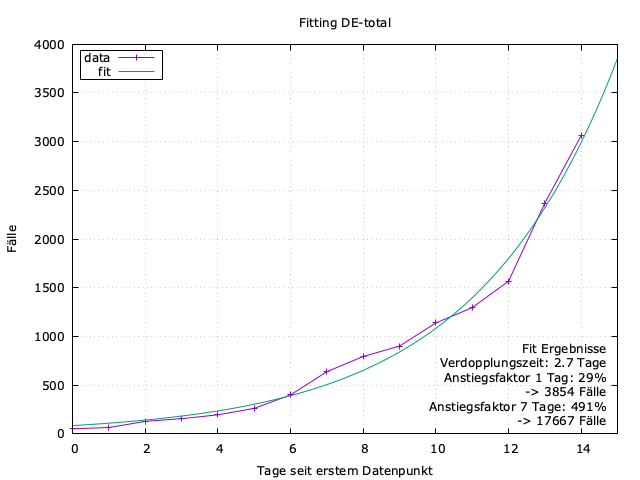 Fitting DE-total
4000
3500
3000
2500
2000
1500
1000
500
0
Fälle
data
fit
Fit Ergebnisse
Verdopplungszeit: 2.7 Tage
Anstiegsfaktor 1 Tag: 29%
-> 3854 Fälle
Anstiegsfaktor 7 Tage: 491%
-> 17667 Fälle
0 2 4 6 8 10 12 14
Tage seit erstem Datenpunkt